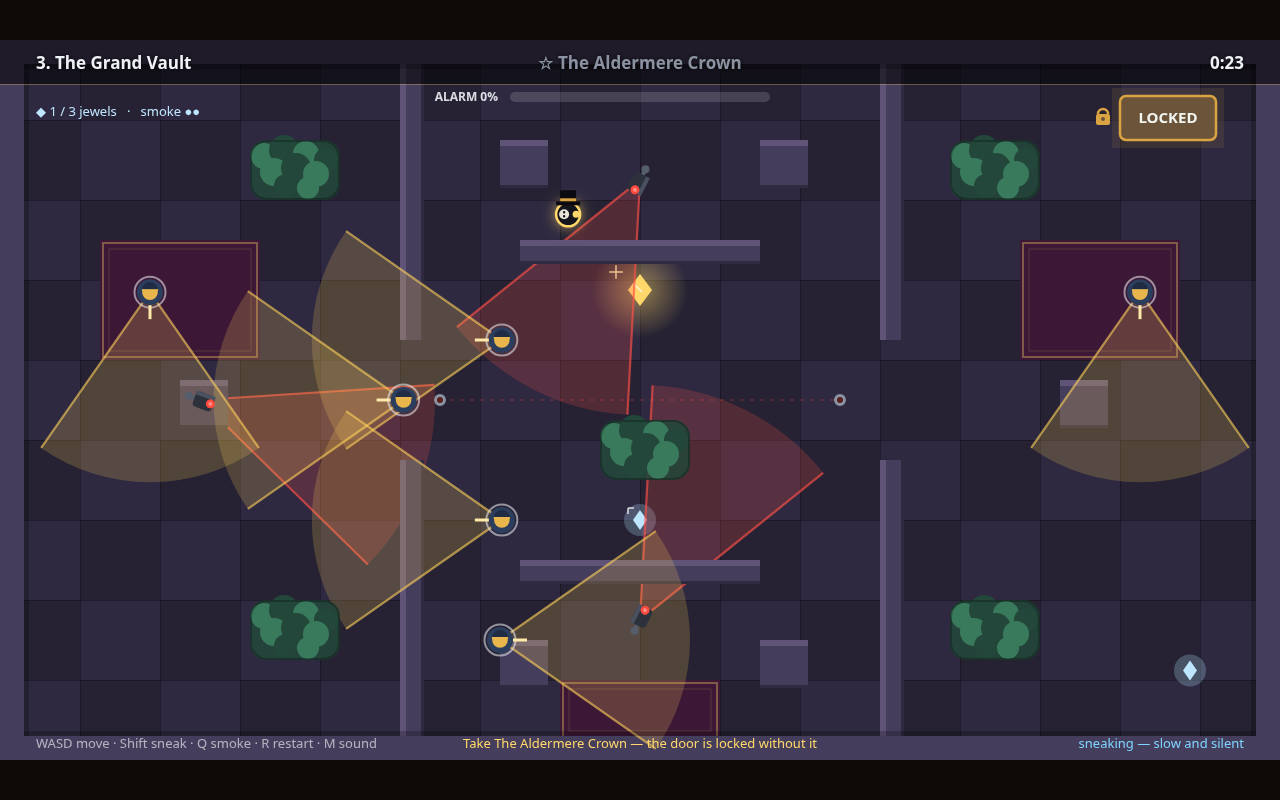 3. The Grand Vault
☆ The Aldermere Crown
0:23
ALARM 0%
◆ 1 / 3 jewels · smoke ●●
LOCKED
WASD move · Shift sneak · Q smoke · R restart · M sound
Take The Aldermere Crown — the door is locked without it
sneaking — slow and silent